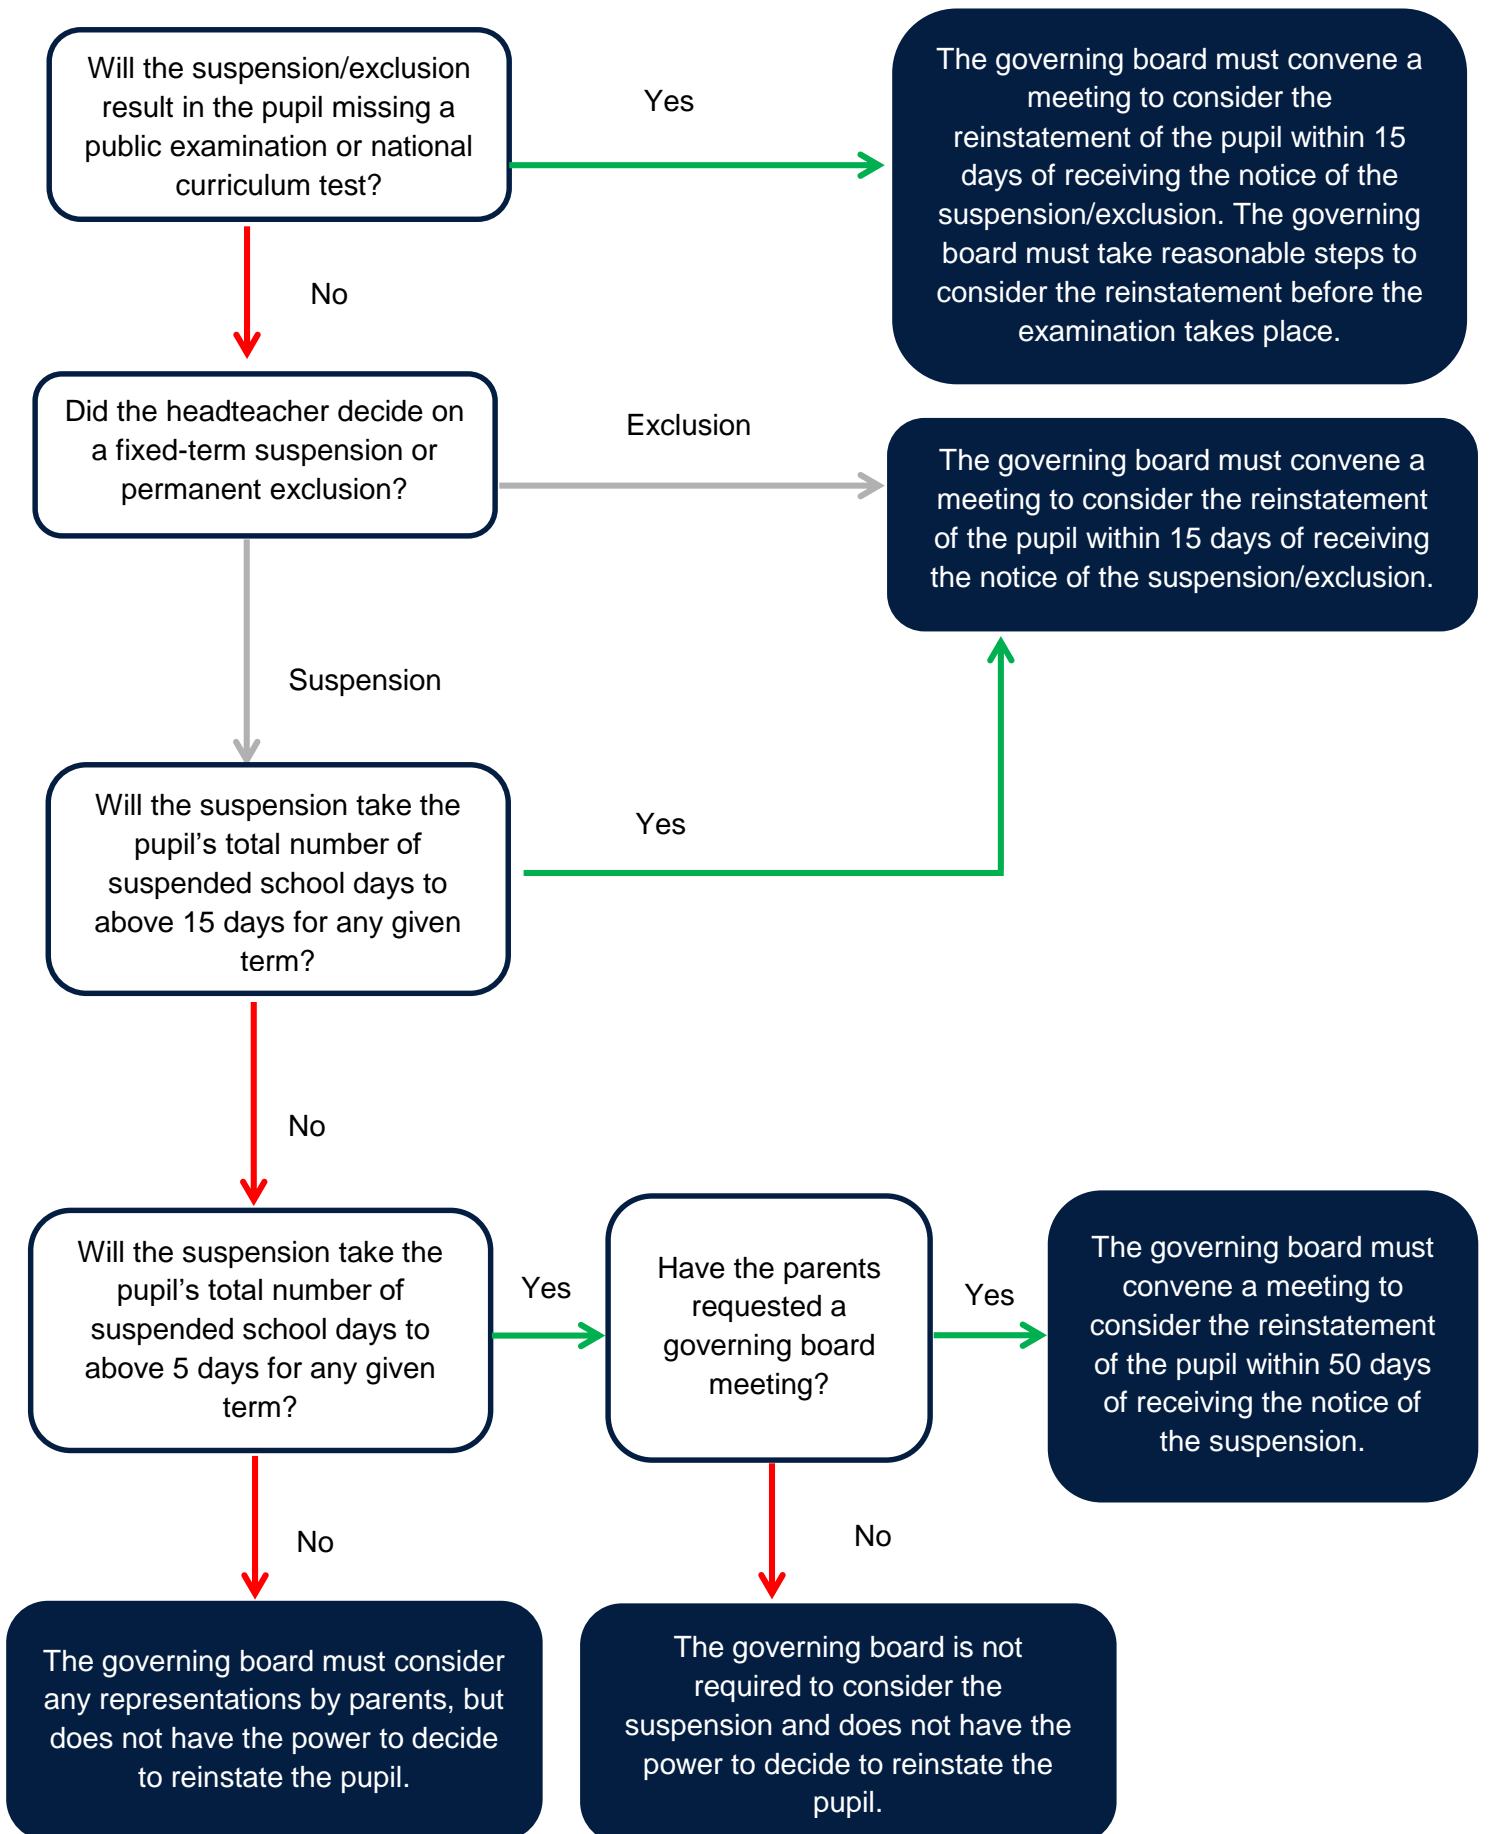 Will the suspension/exclusion
result in the pupil missing a
public examination or national
curriculum test?
Yes
The governing board must convene a
meeting to consider the
reinstatement of the pupil within 15
days of receiving the notice of the
suspension/exclusion. The governing
board must take reasonable steps to
consider the reinstatement before the
examination takes place.
No
Did the headteacher decide on
a fixed-term suspension or
permanent exclusion?
Exclusion
The governing board must convene a
meeting to consider the reinstatement
of the pupil within 15 days of receiving
the notice of the suspension/exclusion.
Suspension
Will the suspension take the
pupil’s total number of
suspended school days to
above 15 days for any given
term?
Yes
No
Will the suspension take the
pupil’s total number of
suspended school days to
above 5 days for any given
term?
Yes
Have the parents
requested a
governing board
meeting?
Yes
The governing board must
convene a meeting to
consider the reinstatement
of the pupil within 50 days
of receiving the notice of
the suspension.
No
No
The governing board must consider
any representations by parents, but
does not have the power to decide
to reinstate the pupil.
The governing board is not
required to consider the
suspension and does not have the
power to decide to reinstate the
pupil.